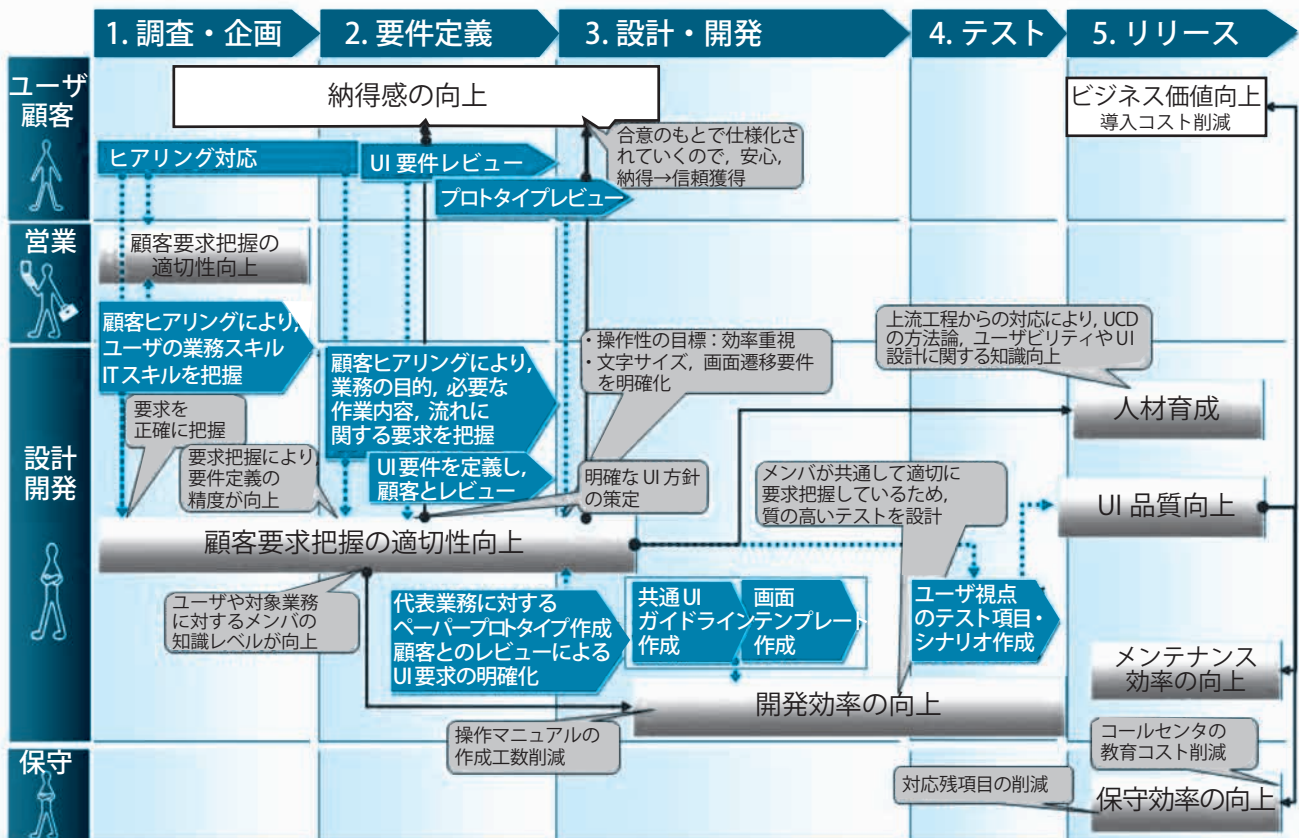 1. 調査・企画
2. 要件定義
3. 設計・開発
4. テスト
5. リリース
ユーザ
顧客
納得感の向上
ビジネス価値向上
導入コスト削減
合意のもとで仕様化さ
れていくので，安心，
納得→信頼獲得
ヒアリング対応
UI 要件レビュー
プロトタイプレビュー
営業
顧客要求把握の
適切性向上
顧客ヒアリングにより，
ユーザの業務スキル
ITスキルを把握
設計
開発
顧客ヒアリングにより，
業務の目的，必要な
作業内容，流れに
関する要求を把握
・操作性の目標：効率重視
・文字サイズ，画面遷移要件
を明確化
上流工程からの対応により，UCD
の方法論，ユーザビリティや UI
設計に関する知識向上
人材育成
要求を
正確に把握
要求把握により，
要件定義の
精度が向上
UI要件を定義し，
顧客とレビュー
明確な UI 方針
の策定
メンバが共通して適切に
要求把握しているため，
質の高いテストを設計
UI 品質向上
顧客要求把握の適切性向上
ユーザや対象業務
に対するメンバの
知識レベルが向上
代表業務に対する
ペーパープロトタイプ作成
顧客とのレビューによる
UI要求の明確化
共通 UI
ガイドライン
作成
画面
テンプレート
作成
ユーザ視点
のテスト項目・
シナリオ作成
メンテナンス
効率の向上
開発効率の向上
操作マニュアルの
作成工数削減
コールセンタの
教育コスト削減
保守
対応残項目の削減
保守効率の向上